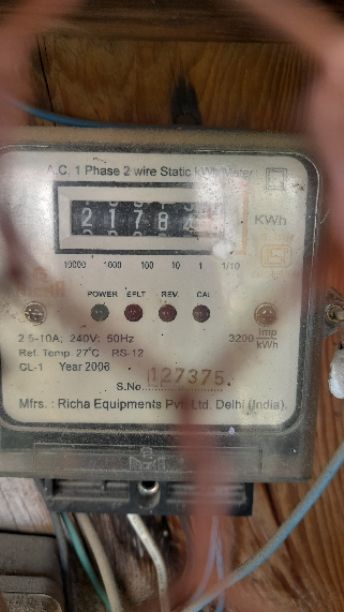 A.C. 1 Phase 2 wire Static kWh Meter
2178
KWh
10000 1000 100 10 1 1/10
POWER E.FLT REV. CAL
2.5-10A; 240V; 50Hz
3200 Imp/kWh
Ref. Temp. 27°C RS-12
CL-1 Year 2008
S.No. 127375
Mfrs. : Richa Equipments Pvt. Ltd. Delhi (India).